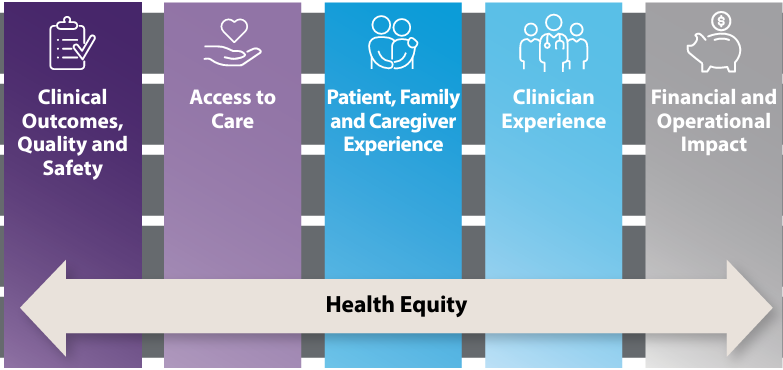 Clinical
Outcomes,
Quality and
Safety
Access to
Care
Patient, Family
and Caregiver
Experience
Clinician
Experience
$
Financial and
Operational
Impact
Health Equity